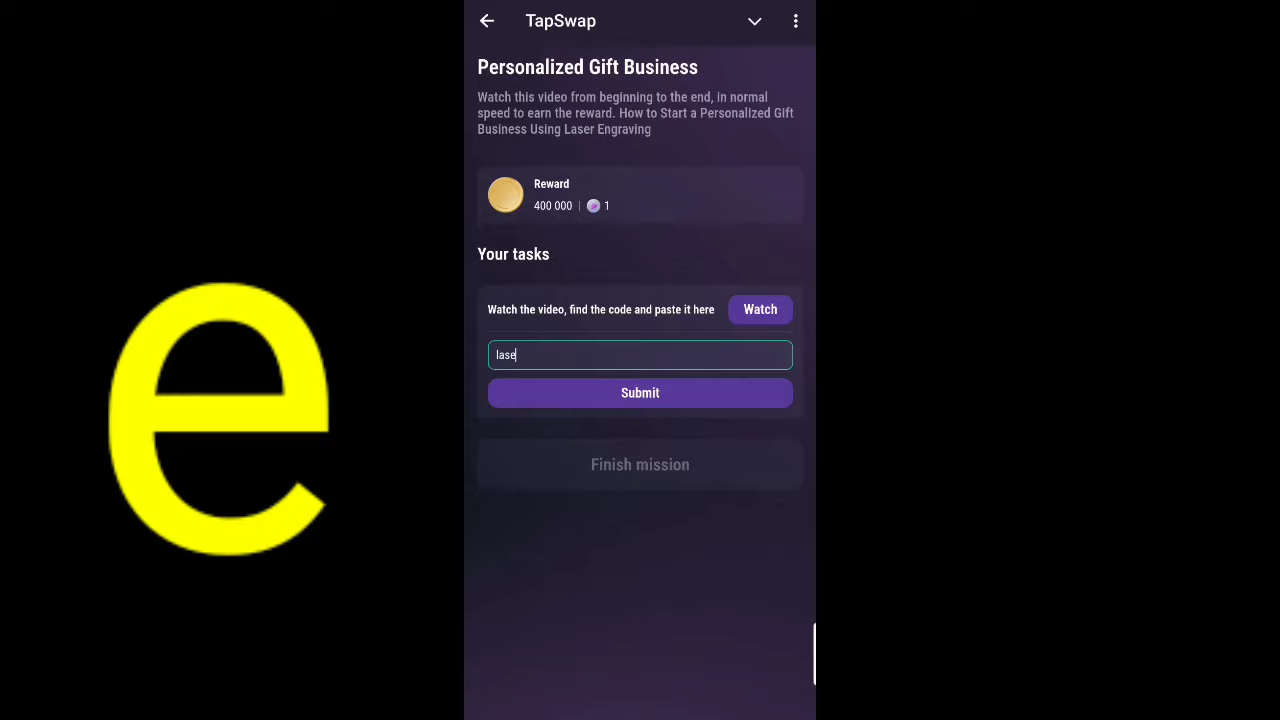 TapSwap
Personalized Gift Business
Watch this video from beginning to the end, in normal
speed to earn the reward. How to Start a Personalized Gift
Business Using Laser Engraving
Reward
400 000 | 1
Your tasks
Watch the video, find the code and paste it here
Watch
e
lase
Submit
Finish mission